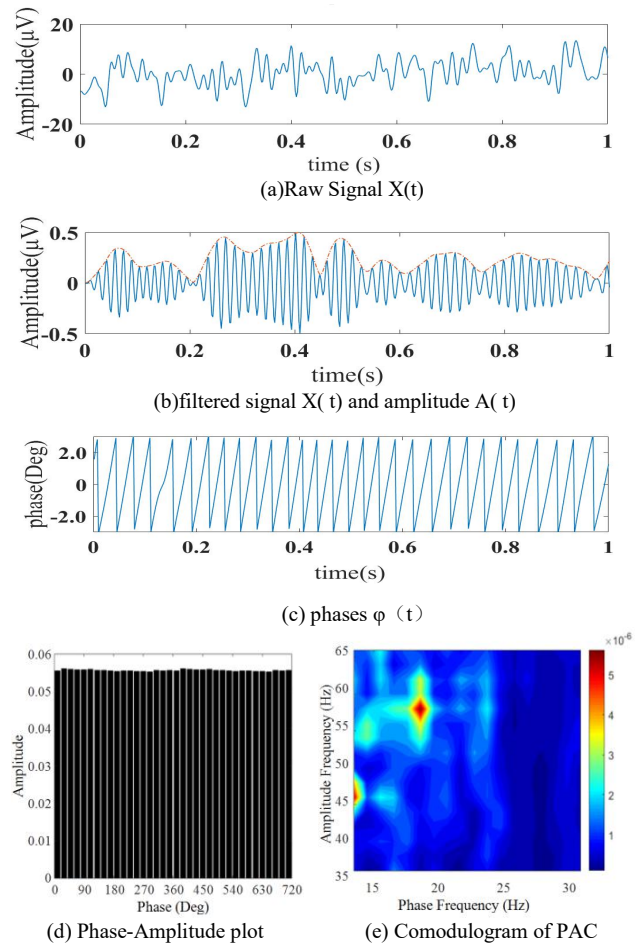 20
0
-20
Amplitude(μV)
0 0.2 0.4 0.6 0.8 1
time (s)
(a)Raw Signal X(t)
0.5
0
-0.5
Amplitude(μV)
0 0.2 0.4 0.6 0.8 1
time(s)
(b)filtered signal X( t) and amplitude A( t)
2.0
0
-2.0
phase(Deg)
0 0.2 0.4 0.6 0.8 1
time(s)
(c) phases φ（t）
0.06
0.05
0.04
0.03
0.02
0.01
0
Amplitude
0 90 180 270 360 450 540 630 720
Phase (Deg)
(d) Phase-Amplitude plot
65
60
55
50
45
40
35
Amplitude Frequency (Hz)
15 20 25 30
Phase Frequency (Hz)
×10⁻⁶
5
4
3
2
1
(e) Comodulogram of PAC